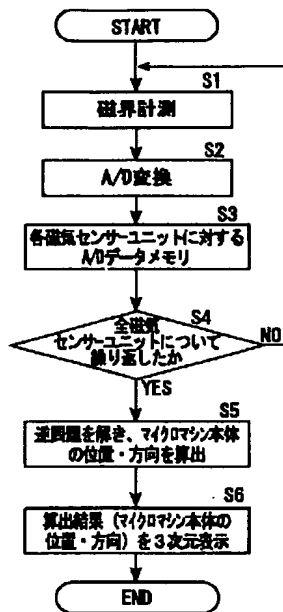 START
S1
磁界計測
S2
A/D変換
S3
各磁気センサーユニットに対する
A/Dデータメモリ
S4
全磁気
センサーユニットについて
繰り返したか
NO
YES
S5
逆問題を解き、マイクロマシン本体
の位置・方向を算出
S6
算出結果（マイクロマシン本体の
位置・方向）を３次元表示
END